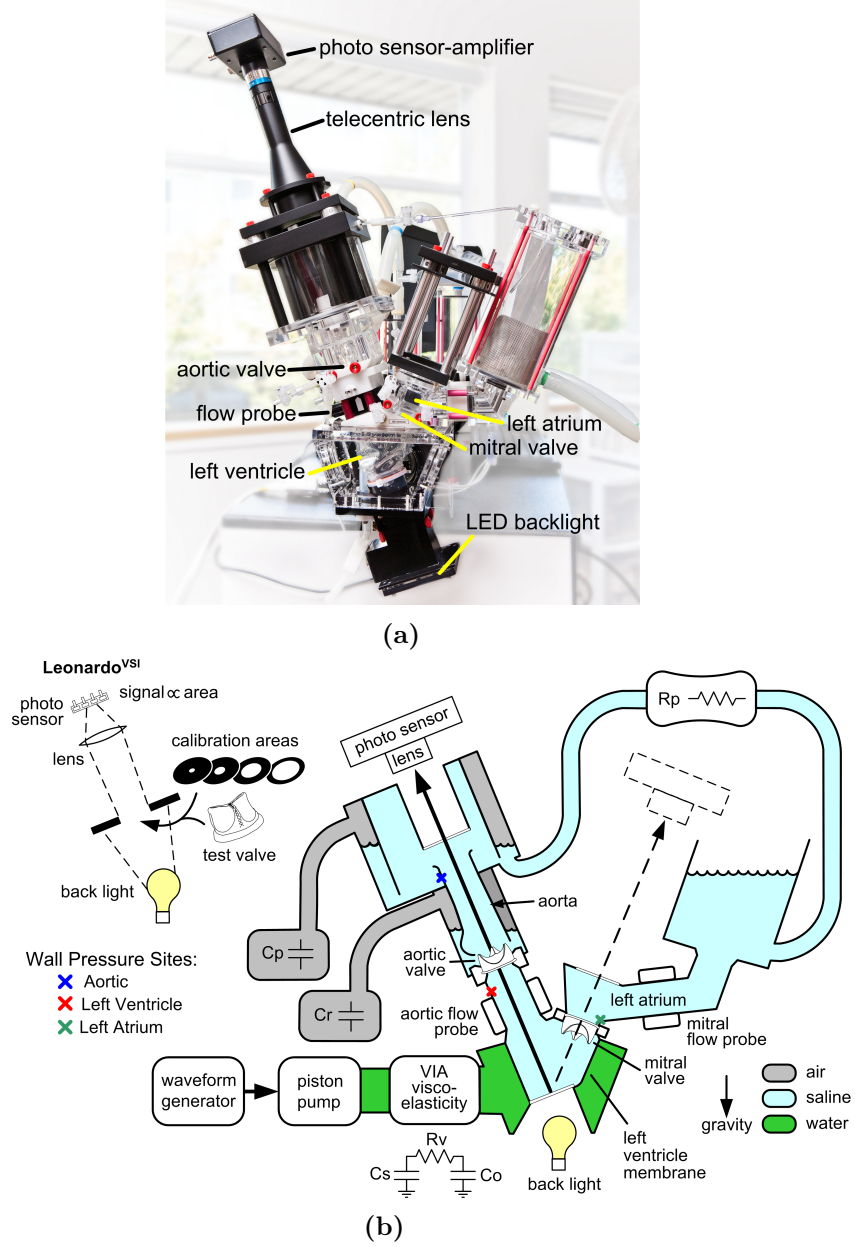 photo sensor-amplifier
telecentric lens
aortic valve
flow probe
left atrium
mitral valve
left ventricle
LED backlight
(a)
Leonardo^VSI
photo
sensor
signal ∝ area
lens
calibration areas
test valve
back light
Wall Pressure Sites:
Aortic
Left Ventricle
Left Atrium
photo sensor
lens
Rp
aorta
Cp
Cr
aortic
valve
aortic flow
probe
left atrium
mitral
flow probe
mitral
valve
left
ventricle
membrane
back light
waveform
generator
piston
pump
VIA
visco-
elasticity
Rv
Cs
Co
gravity
air
saline
water
(b)